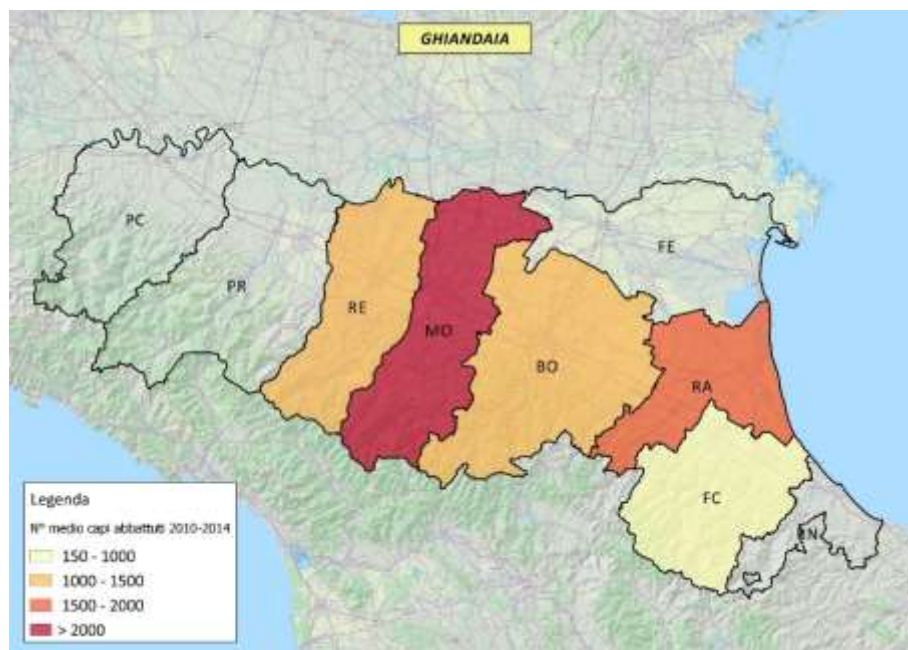 GHIANDAIA
PC
PR
RE
MO
BO
FE
RA
FC
RN
Legenda
N° medio capi abbattuti 2010-2014
150 - 1000
1000 - 1500
1500 - 2000
> 2000